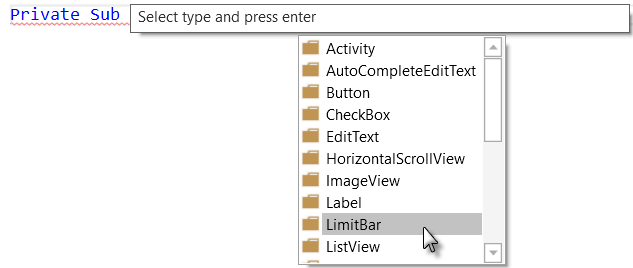 Private Sub Select type and press enter
Activity
AutoCompleteEditText
Button
CheckBox
EditText
HorizontalScrollView
ImageView
Label
LimitBar
ListView